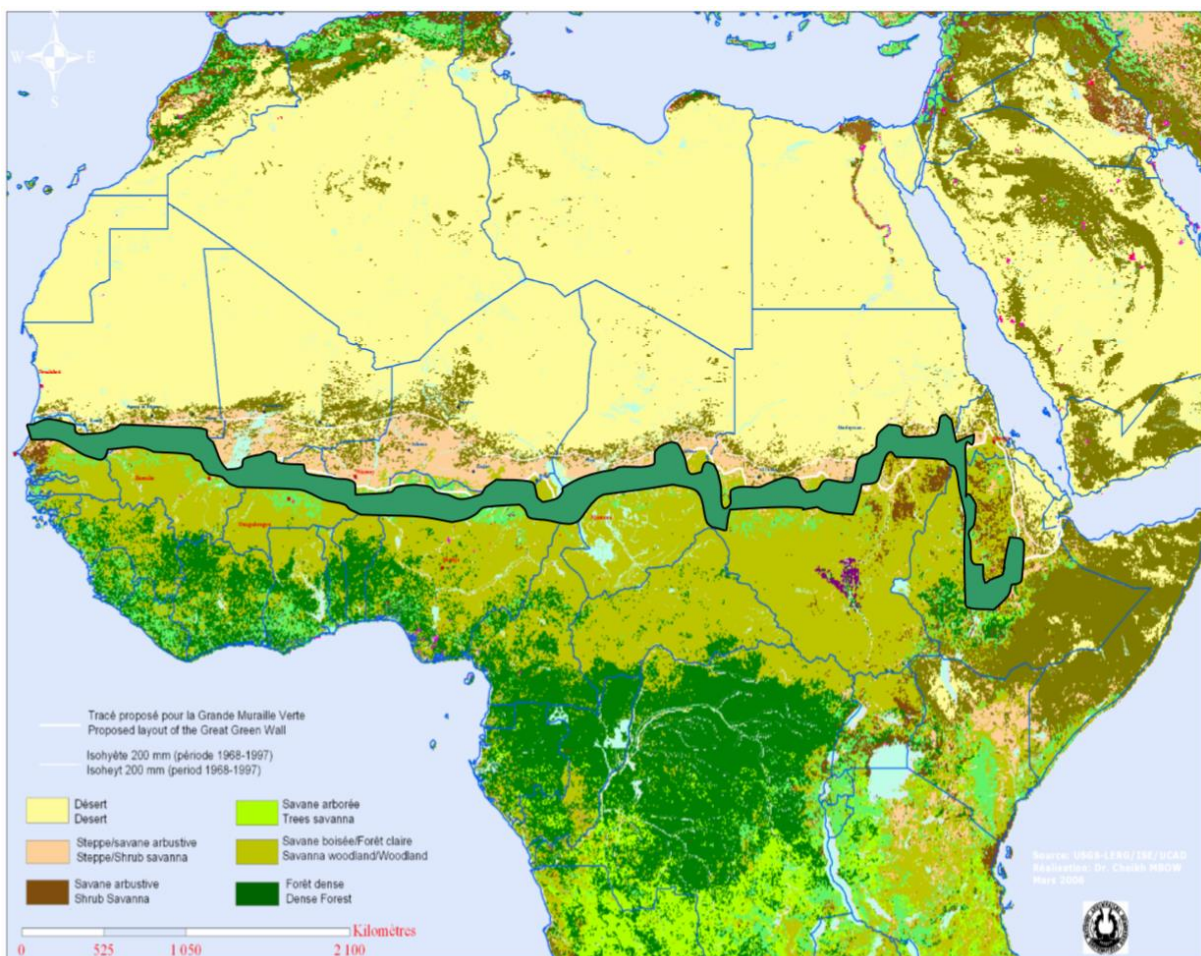 N
W E
S
Niamey
Bamako
Ouagadougou
Tracé proposé pour la Grande Muraille Verte
Proposed layout of the Great Green Wall
Isohyète 200 mm (période 1968-1997)
Isoheyt 200 mm (period 1968-1997)
Désert
Desert
Savane arborée
Trees savanna
Steppe/savane arbustive
Steppe/Shrub savanna
Savane boisée/Forêt claire
Savanna woodland/Woodland
Savane arbustive
Shrub Savanna
Forêt dense
Dense Forest
Kilomètres
0 525 1 050 2 100
Réalisation: Dr. Cheikh MBOW